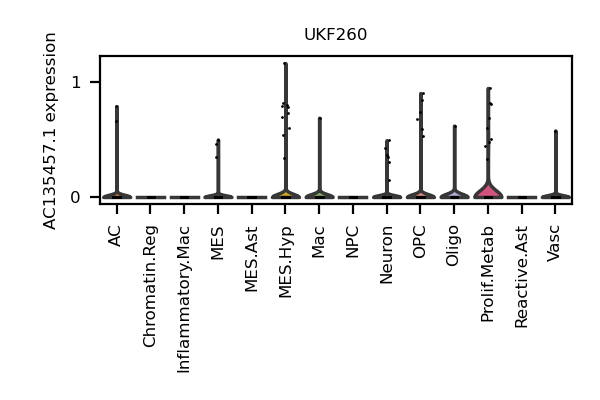 UKF260
AC135457.1 expression
1
0
AC
Chromatin.Reg
Inflammatory.Mac
MES
MES.Ast
MES.Hyp
Mac
NPC
Neuron
OPC
Oligo
Prolif.Metab
Reactive.Ast
Vasc